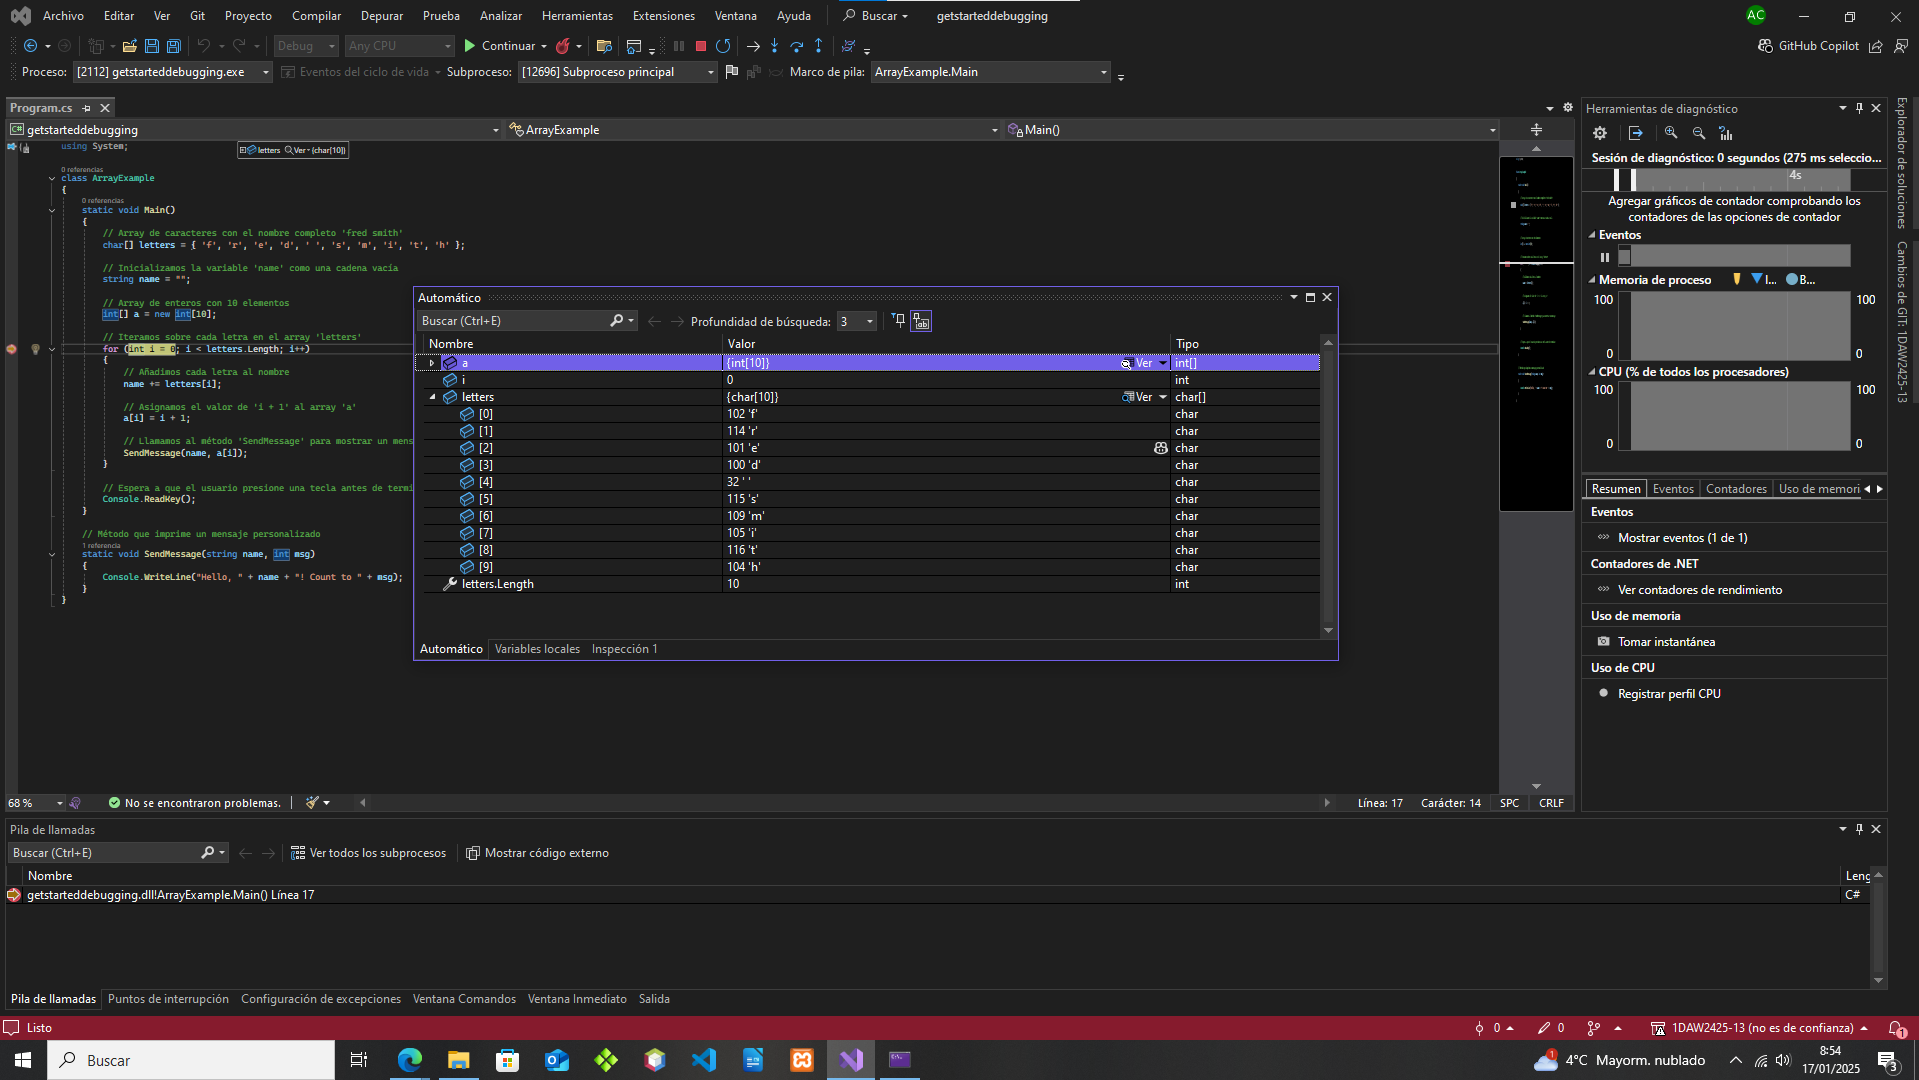 Archivo Editar Ver Git Proyecto Compilar Depurar Prueba Analizar Herramientas Extensiones Ventana Ayuda Buscar getstarteddebugging AC
Debug Any CPU Continuar GitHub Copilot
Proceso: [2112] getstarteddebugging.exe Eventos del ciclo de vida Subproceso: [12696] Subproceso principal Marco de pila: ArrayExample.Main
Program.cs
getstarteddebugging ArrayExample Main()
using System;
letters Ver {char[10]}
0 referencias
class ArrayExample
{
0 referencias
static void Main()
{
// Array de caracteres con el nombre completo 'fred smith'
char[] letters = { 'f', 'r', 'e', 'd', ' ', 's', 'm', 'i', 't', 'h' };
// Inicializamos la variable 'name' como una cadena vacía
string name = "";
// Array de enteros con 10 elementos
int[] a = new int[10];
// Iteramos sobre cada letra en el array 'letters'
for (int i = 0; i < letters.Length; i++)
{
// Añadimos cada letra al nombre
name += letters[i];
// Asignamos el valor de 'i + 1' al array 'a'
a[i] = i + 1;
// Llamamos al método 'SendMessage' para mostrar un mens
SendMessage(name, a[i]);
}
// Espera a que el usuario presione una tecla antes de termi
Console.ReadKey();
}
// Método que imprime un mensaje personalizado
1 referencia
static void SendMessage(string name, int msg)
{
Console.WriteLine("Hello, " + name + "! Count to " + msg);
}
}
Automático
Buscar (Ctrl+E) Profundidad de búsqueda: 3
Nombre Valor Tipo
a {int[10]} Ver int[]
i 0 int
letters {char[10]} Ver char[]
[0] 102 'f' char
[1] 114 'r' char
[2] 101 'e' char
[3] 100 'd' char
[4] 32 ' ' char
[5] 115 's' char
[6] 109 'm' char
[7] 105 'i' char
[8] 116 't' char
[9] 104 'h' char
letters.Length 10 int
Automático Variables locales Inspección 1
Herramientas de diagnóstico
Sesión de diagnóstico: 0 segundos (275 ms seleccio...
4s
Agregar gráficos de contador comprobando los
contadores de las opciones de contador
Eventos
Memoria de proceso I... B...
100 100
0 0
CPU (% de todos los procesadores)
100 100
0 0
Resumen Eventos Contadores Uso de memori
Eventos
Mostrar eventos (1 de 1)
Contadores de .NET
Ver contadores de rendimiento
Uso de memoria
Tomar instantánea
Uso de CPU
Registrar perfil CPU
Explorador de soluciones
Cambios de GIT: 1DAW2425-13
68 % No se encontraron problemas. Línea: 17 Carácter: 14 SPC CRLF
Pila de llamadas
Buscar (Ctrl+E) Ver todos los subprocesos Mostrar código externo
Nombre Leng
getstarteddebugging.dll!ArrayExample.Main() Línea 17 C#
Pila de llamadas Puntos de interrupción Configuración de excepciones Ventana Comandos Ventana Inmediato Salida
Listo 0 0 1DAW2425-13 (no es de confianza) 1
Buscar 1 4°C Mayorm. nublado 8:54
17/01/2025 3